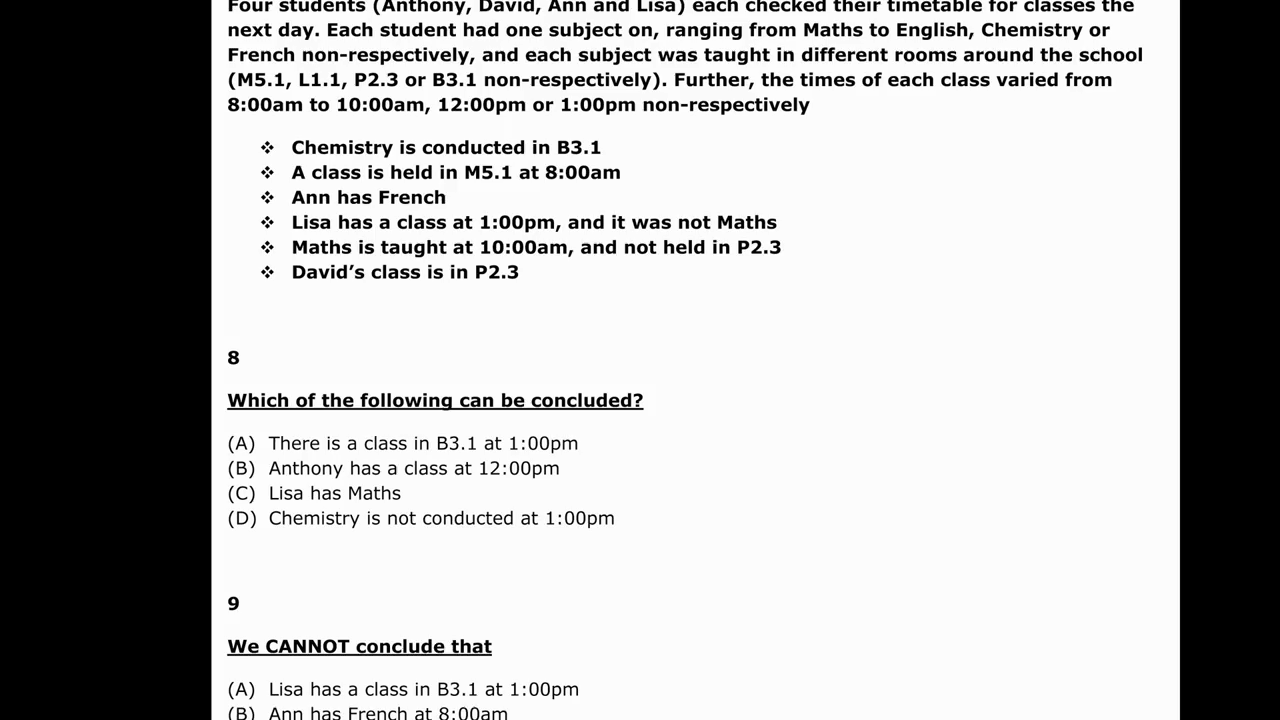 Four students (Anthony, David, Ann and Lisa) each checked their timetable for classes the
next day. Each student had one subject on, ranging from Maths to English, Chemistry or
French non-respectively, and each subject was taught in different rooms around the school
(M5.1, L1.1, P2.3 or B3.1 non-respectively). Further, the times of each class varied from
8:00am to 10:00am, 12:00pm or 1:00pm non-respectively
❖ Chemistry is conducted in B3.1
❖ A class is held in M5.1 at 8:00am
❖ Ann has French
❖ Lisa has a class at 1:00pm, and it was not Maths
❖ Maths is taught at 10:00am, and not held in P2.3
❖ David’s class is in P2.3
8
Which of the following can be concluded?
(A) There is a class in B3.1 at 1:00pm
(B) Anthony has a class at 12:00pm
(C) Lisa has Maths
(D) Chemistry is not conducted at 1:00pm
9
We CANNOT conclude that
(A) Lisa has a class in B3.1 at 1:00pm
(B) Ann has French at 8:00am